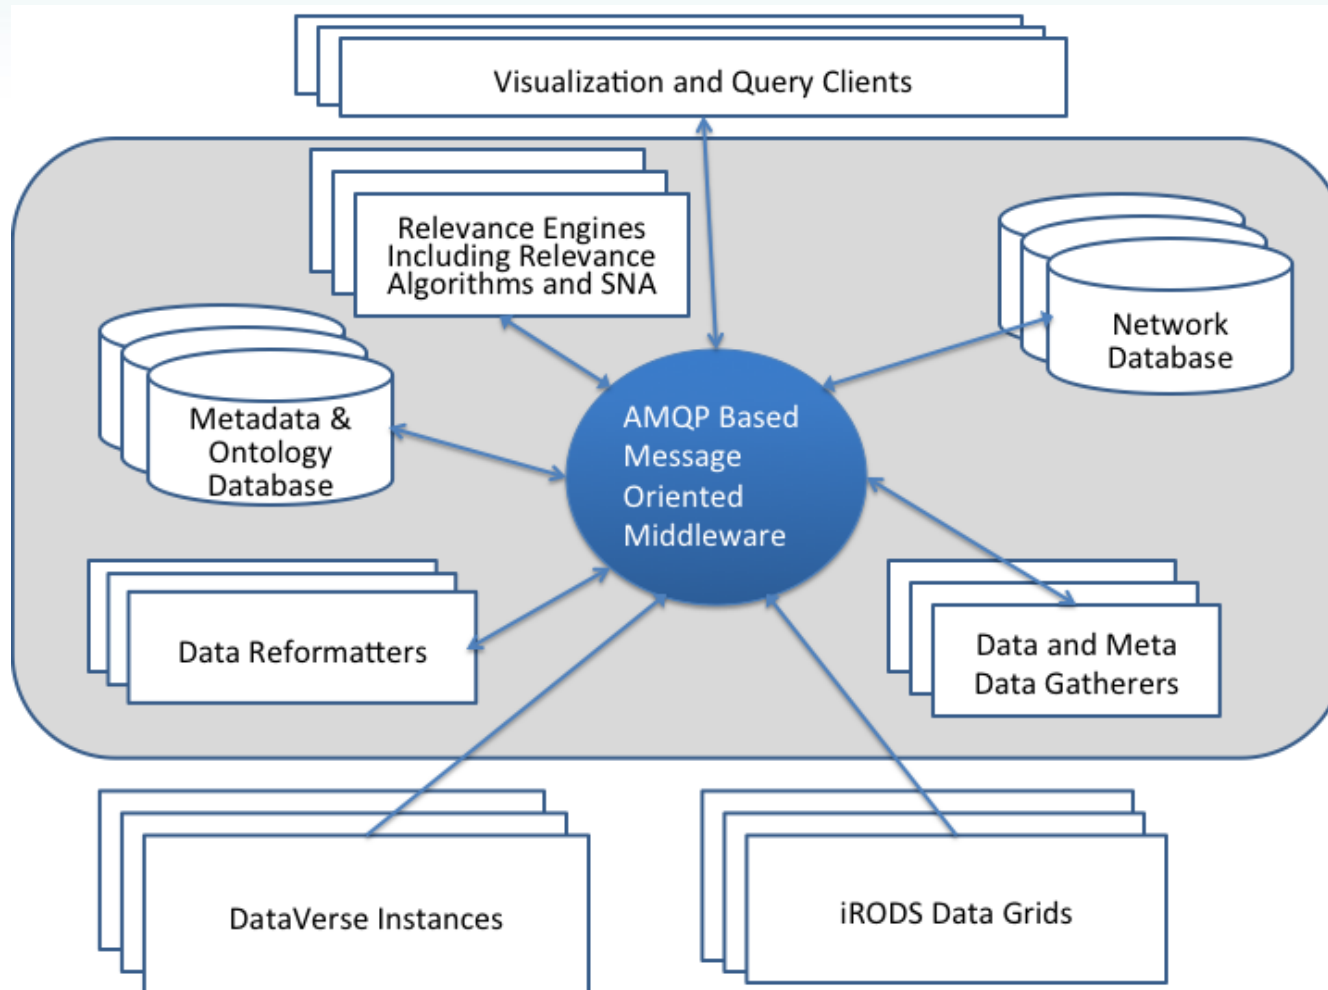 Visualization and Query Clients
Relevance Engines
Including Relevance
Algorithms and SNA
Network
Database
Metadata &
Ontology
Database
AMQP Based
Message
Oriented
Middleware
Data Reformatters
Data and Meta
Data Gatherers
DataVerse Instances
iRODS Data Grids